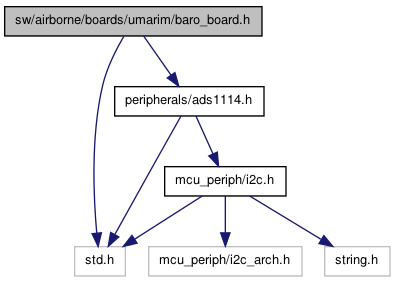 sw/airborne/boards/umarim/baro_board.h
peripherals/ads1114.h
mcu_periph/i2c.h
std.h
mcu_periph/i2c_arch.h
string.h